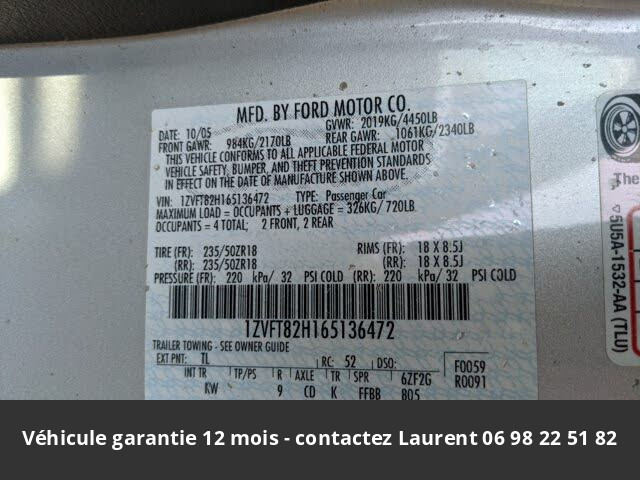 MFD. BY FORD MOTOR CO.
DATE: 10/05 GVWR: 2019KG/4450LB
FRONT GAWR: 984KG/2170LB REAR GAWR: 1061KG/2340LB
THIS VEHICLE CONFORMS TO ALL APPLICABLE FEDERAL MOTOR
VEHICLE SAFETY, BUMPER, AND THEFT PREVENTION STANDARDS
IN EFFECT ON THE DATE OF MANUFACTURE SHOWN ABOVE.
VIN: 1ZVFT82H165136472 TYPE: Passenger Car
MAXIMUM LOAD = OCCUPANTS + LUGGAGE = 326KG/ 720LB
OCCUPANTS = 4 TOTAL; 2 FRONT, 2 REAR
TIRE (FR): 235/50ZR18 RIMS (FR): 18 X 8.5J
(RR): 235/50ZR18 (RR): 18 X 8.5J
PRESSURE (FR): 220 kPa/ 32 PSI COLD (RR): 220 kPa/ 32 PSI COLD
1ZVFT82H165136472
TRAILER TOWING - SEE OWNER GUIDE
EXT PNT: TL RC: 52 DSO: F0059
INT TR TP/PS R AXLE TR SPR 6ZF2G R0091
KW 9 CD K FFBB 805
The
5U5A-1532-AA (TLU)
Véhicule garantie 12 mois - contactez Laurent 06 98 22 51 82